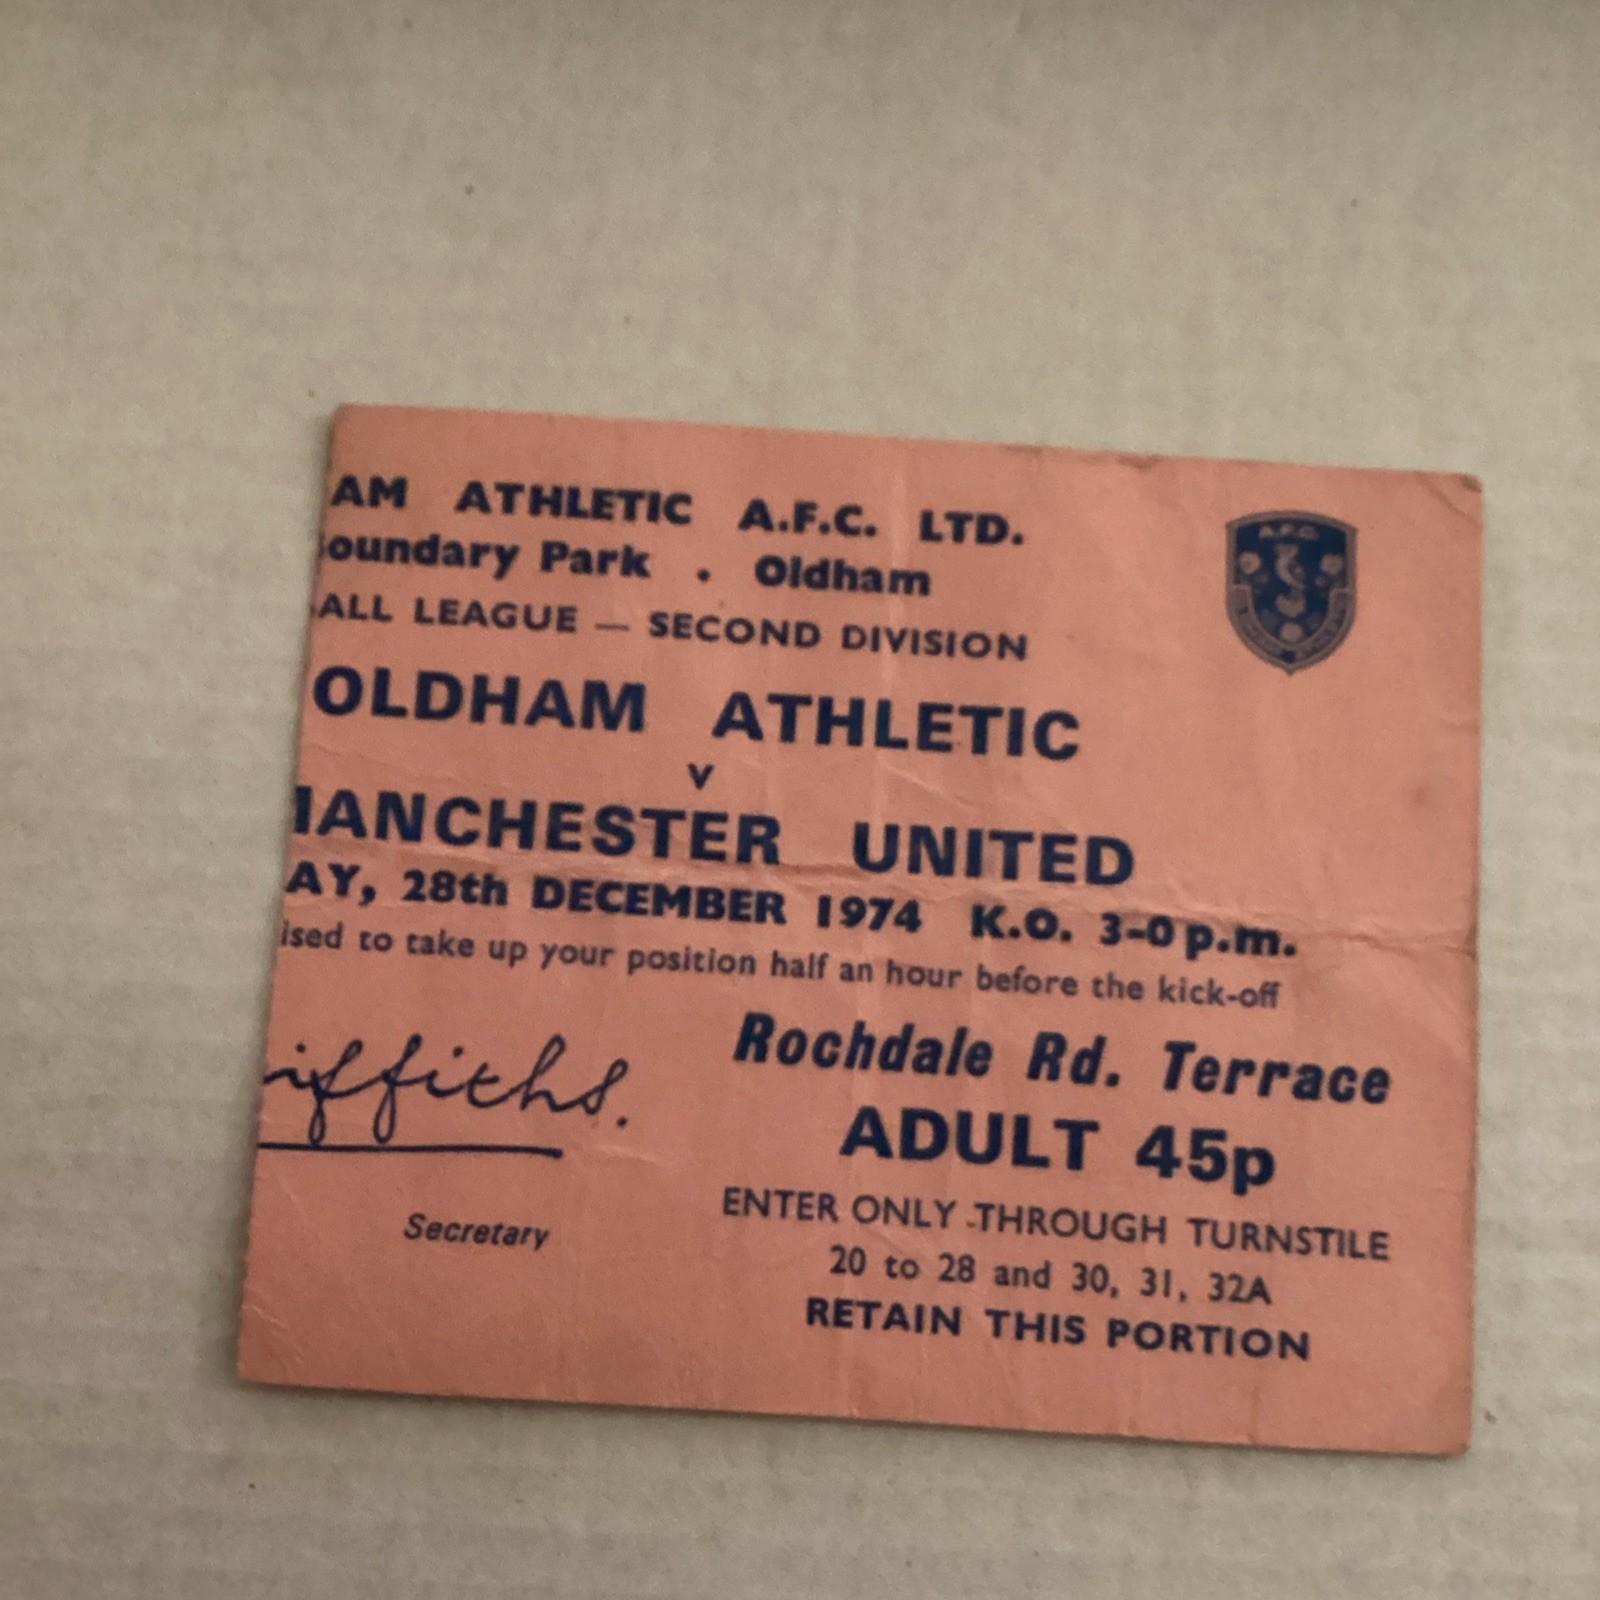 AM ATHLETIC A.F.C. LTD.
oundary Park . Oldham
ALL LEAGUE — SECOND DIVISION
OLDHAM ATHLETIC
v
MANCHESTER UNITED
AY, 28th DECEMBER 1974 K.O. 3-0 p.m.
ised to take up your position half an hour before the kick-off
riffiths.
Secretary
Rochdale Rd. Terrace
ADULT 45p
ENTER ONLY THROUGH TURNSTILE
20 to 28 and 30, 31, 32A
RETAIN THIS PORTION
A.F.C.